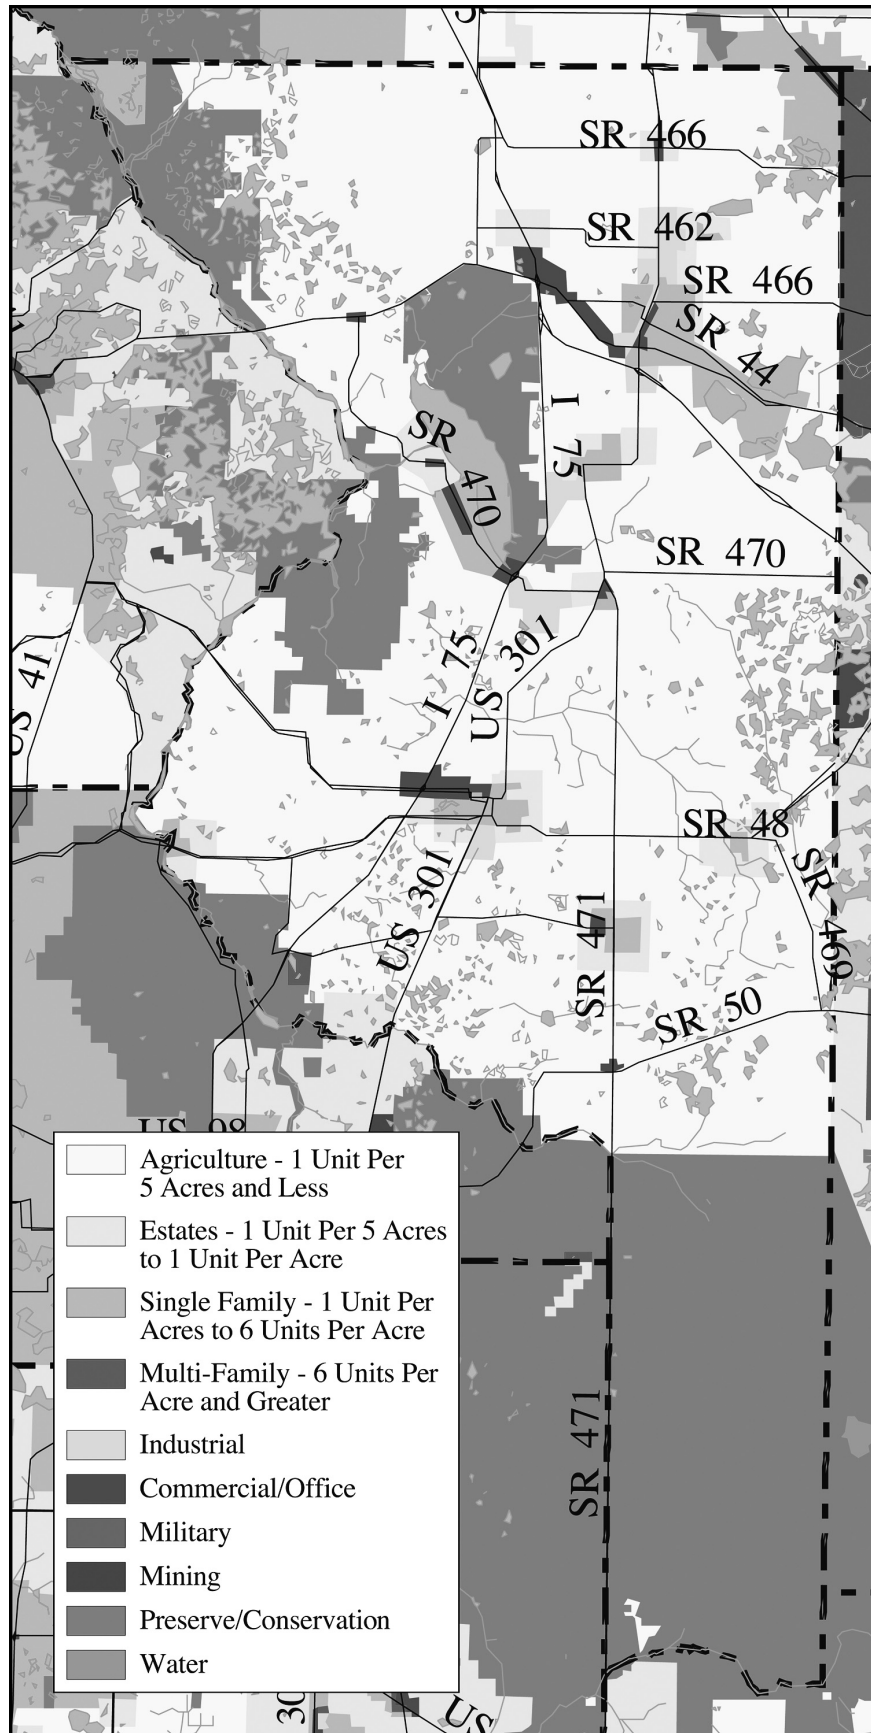 SR 466
SR 462
SR 466
SR 44
I 75
SR 470
SR 470
I 75
US 301
US 41
SR 48
US 301
SR 471
SR 469
SR 50
US 98
Agriculture - 1 Unit Per
5 Acres and Less
Estates - 1 Unit Per 5 Acres
to 1 Unit Per Acre
Single Family - 1 Unit Per
Acres to 6 Units Per Acre
Multi-Family - 6 Units Per
Acre and Greater
Industrial
Commercial/Office
Military
Mining
Preserve/Conservation
Water
SR 471
30
US